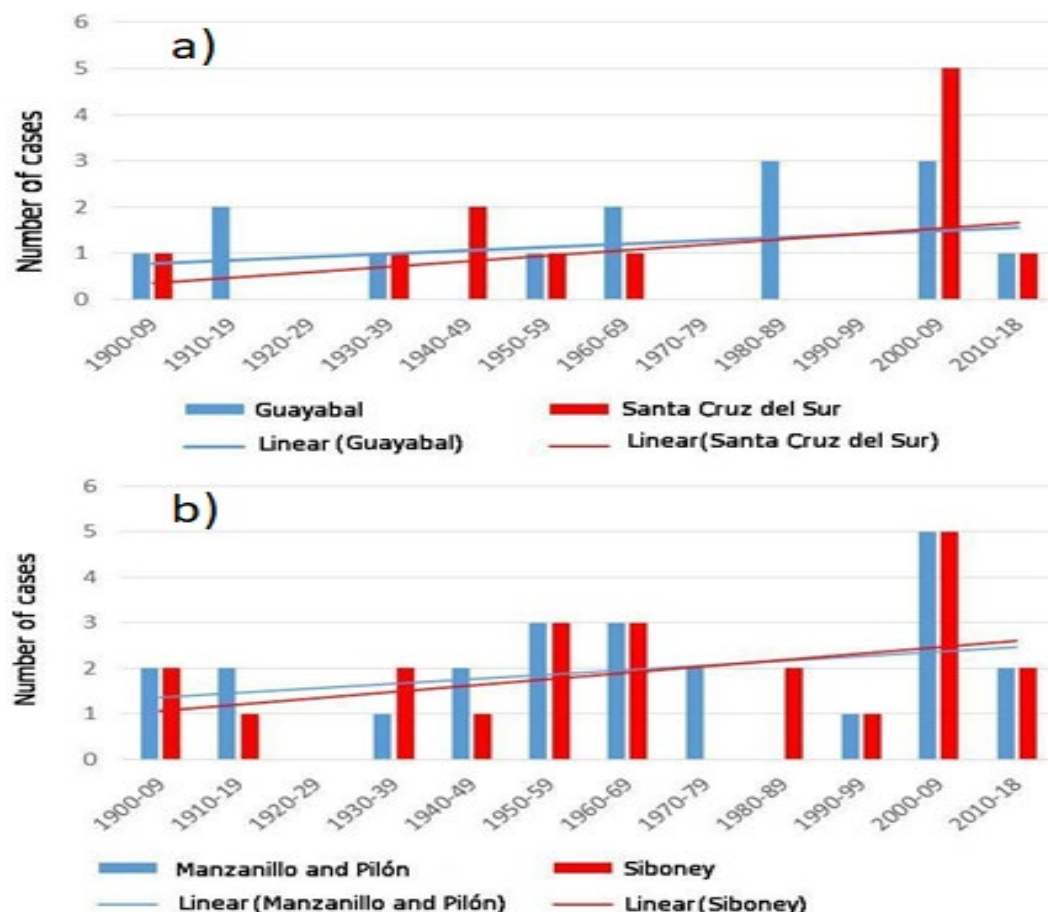 a)
Number of cases
6
5
4
3
2
1
0
1900-09 1910-19 1920-29 1930-39 1940-49 1950-59 1960-69 1970-79 1980-89 1990-99 2000-09 2010-18
Guayabal Santa Cruz del Sur
Linear (Guayabal) Linear(Santa Cruz del Sur)
b)
Number of cases
6
5
4
3
2
1
0
1900-09 1910-19 1920-29 1930-39 1940-49 1950-59 1960-69 1970-79 1980-89 1990-99 2000-09 2010-18
Manzanillo and Pilón Siboney
Linear (Manzanillo and Pilón) Linear(Siboney)